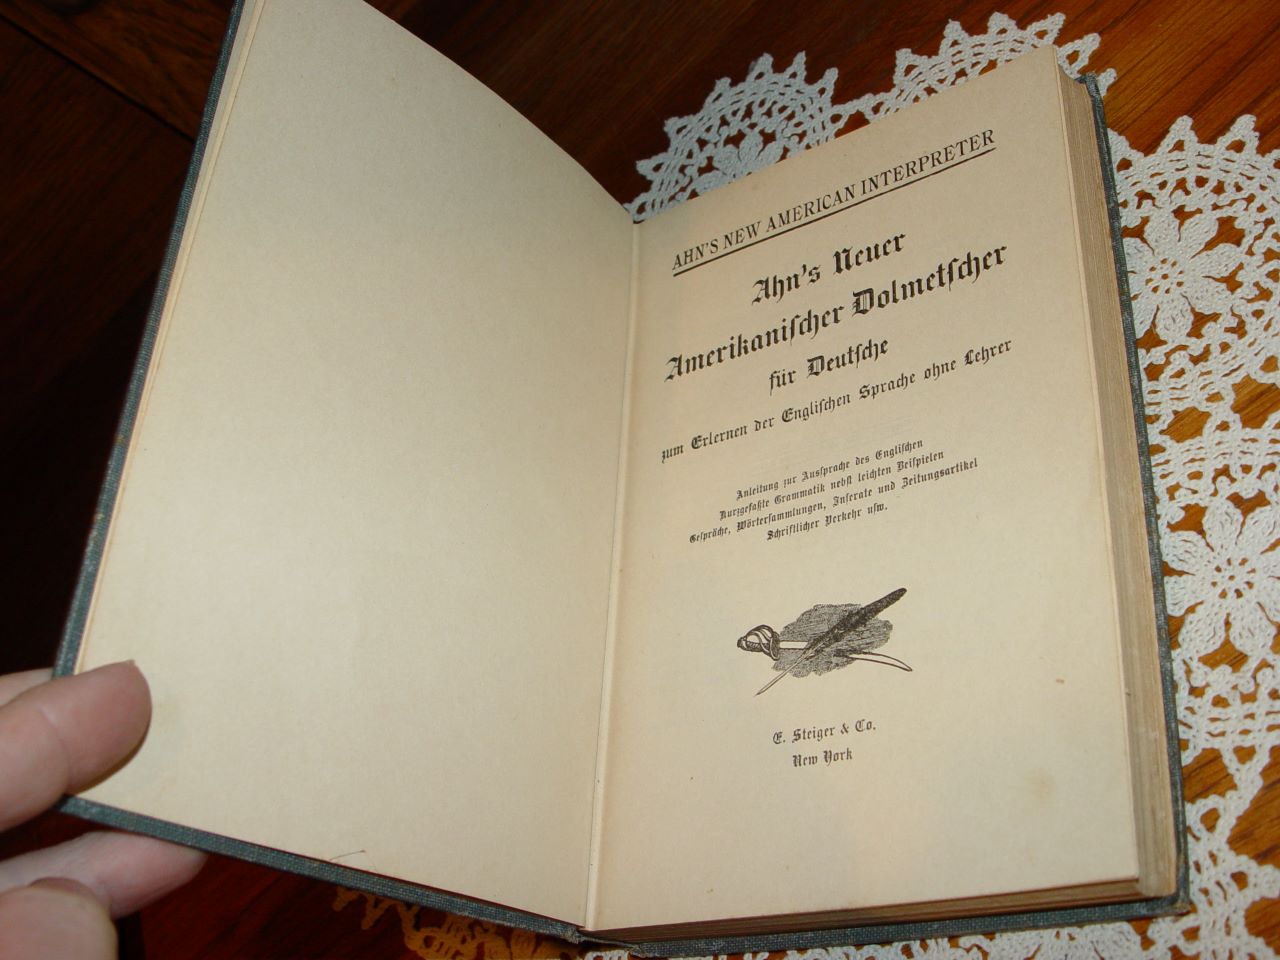 AHN'S NEW AMERICAN INTERPRETER
Ahn's Neuer
Amerikaniſcher Dolmetſcher
für Deutſche
zum Erlernen der Engliſchen Sprache ohne Lehrer
Anleitung zur Ausſprache des Engliſchen
Kurzgefaßte Grammatik nebſt leichten Beiſpielen
Geſpräche, Wörterſammlungen, Inſerate und Zeitungsartikel
Schriftlicher Verkehr uſw.
E. Steiger & Co.
New York